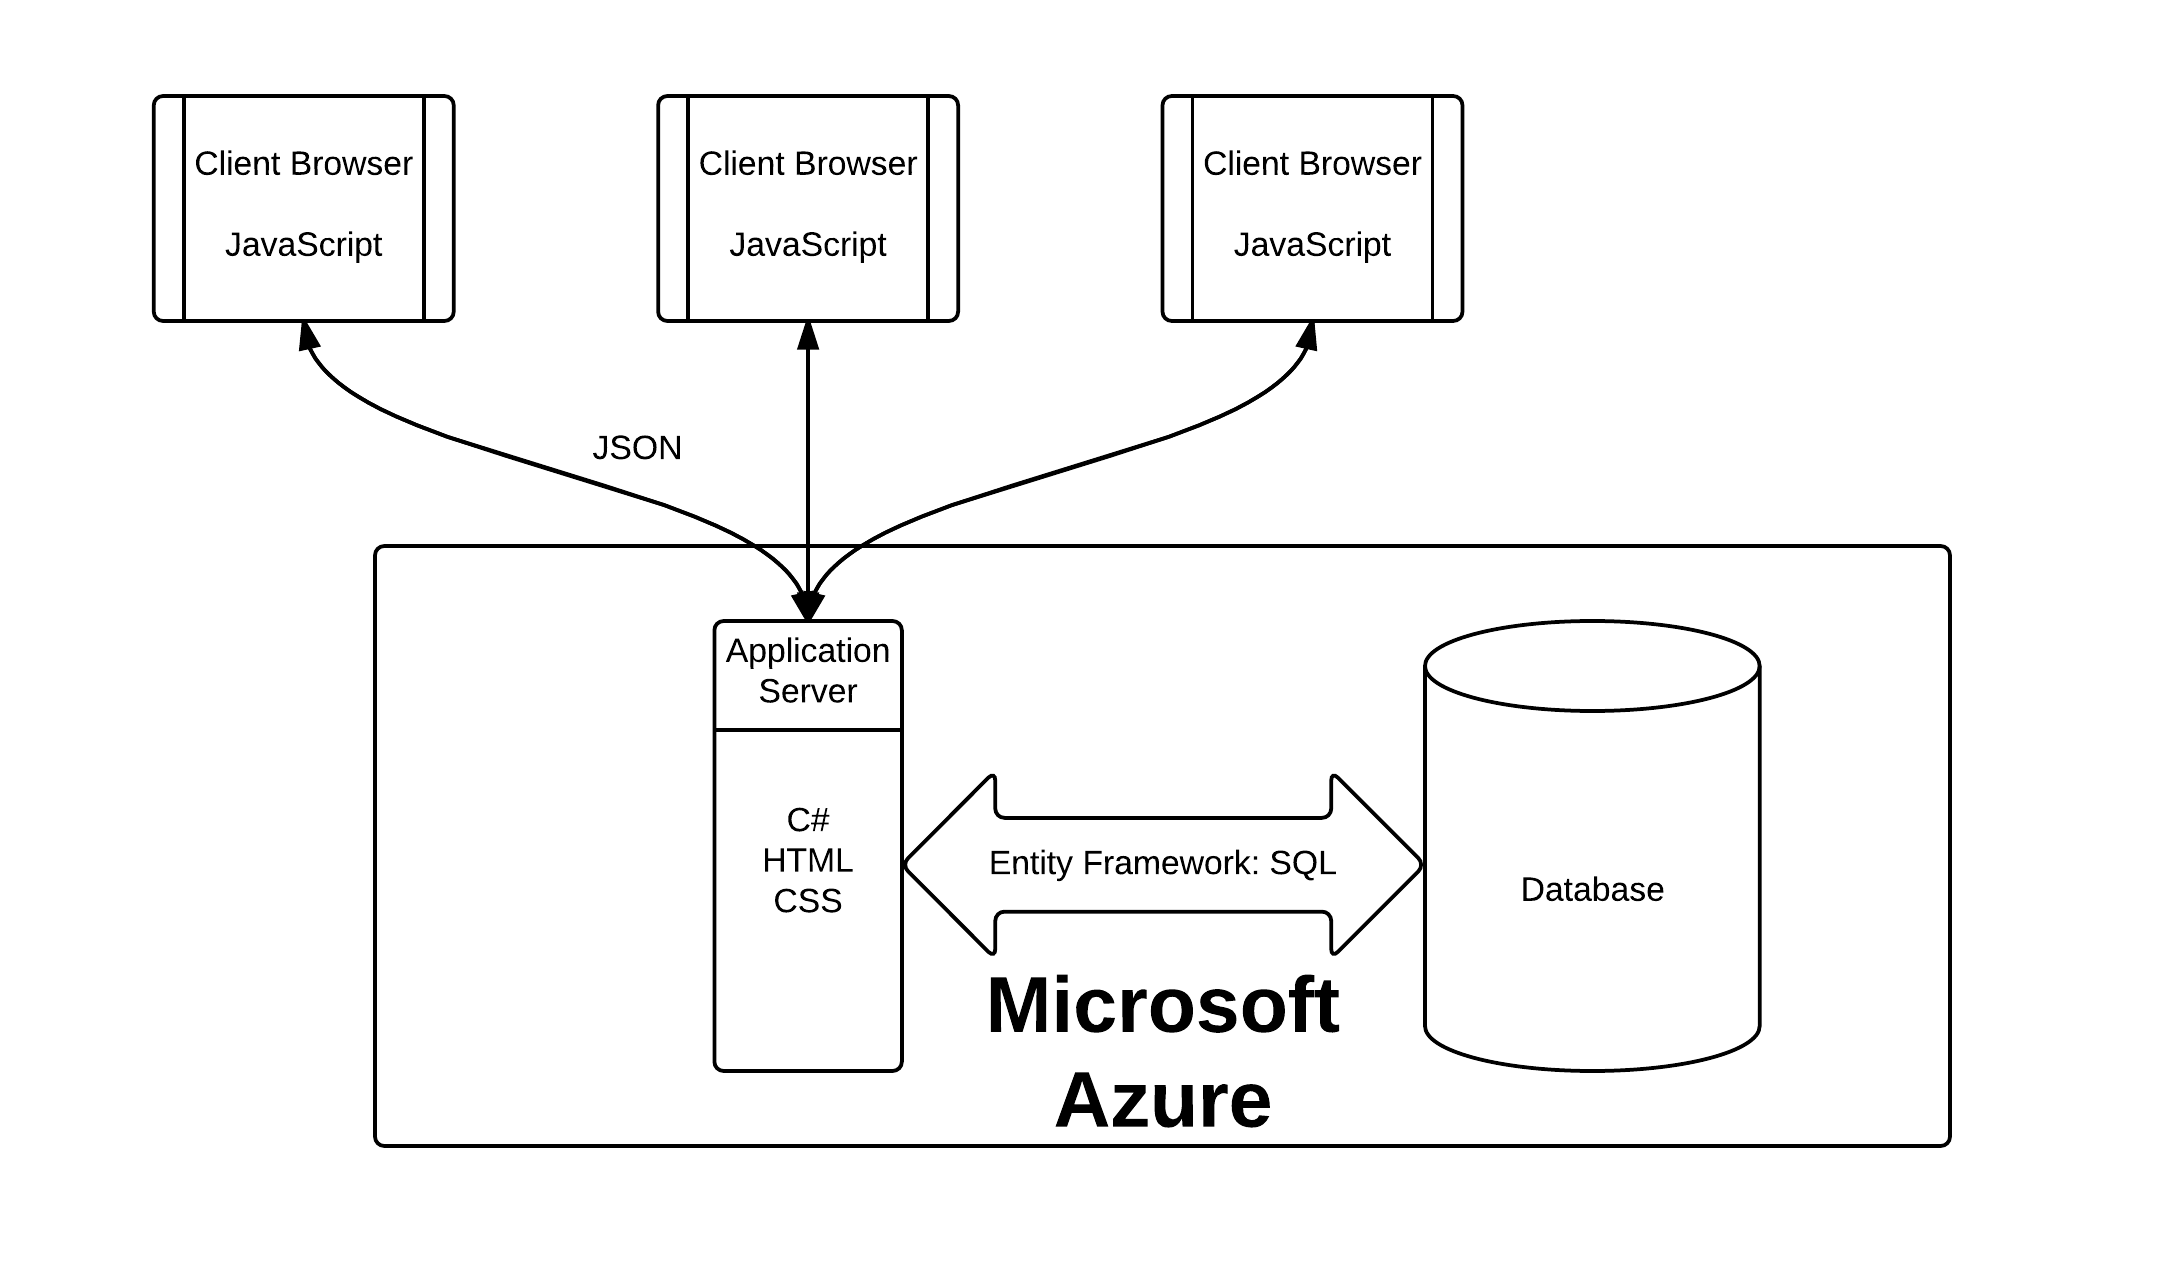 Client Browser
JavaScript
Client Browser
JavaScript
Client Browser
JavaScript
JSON
Application
Server
C#
HTML
CSS
Entity Framework: SQL
Database
Microsoft
Azure